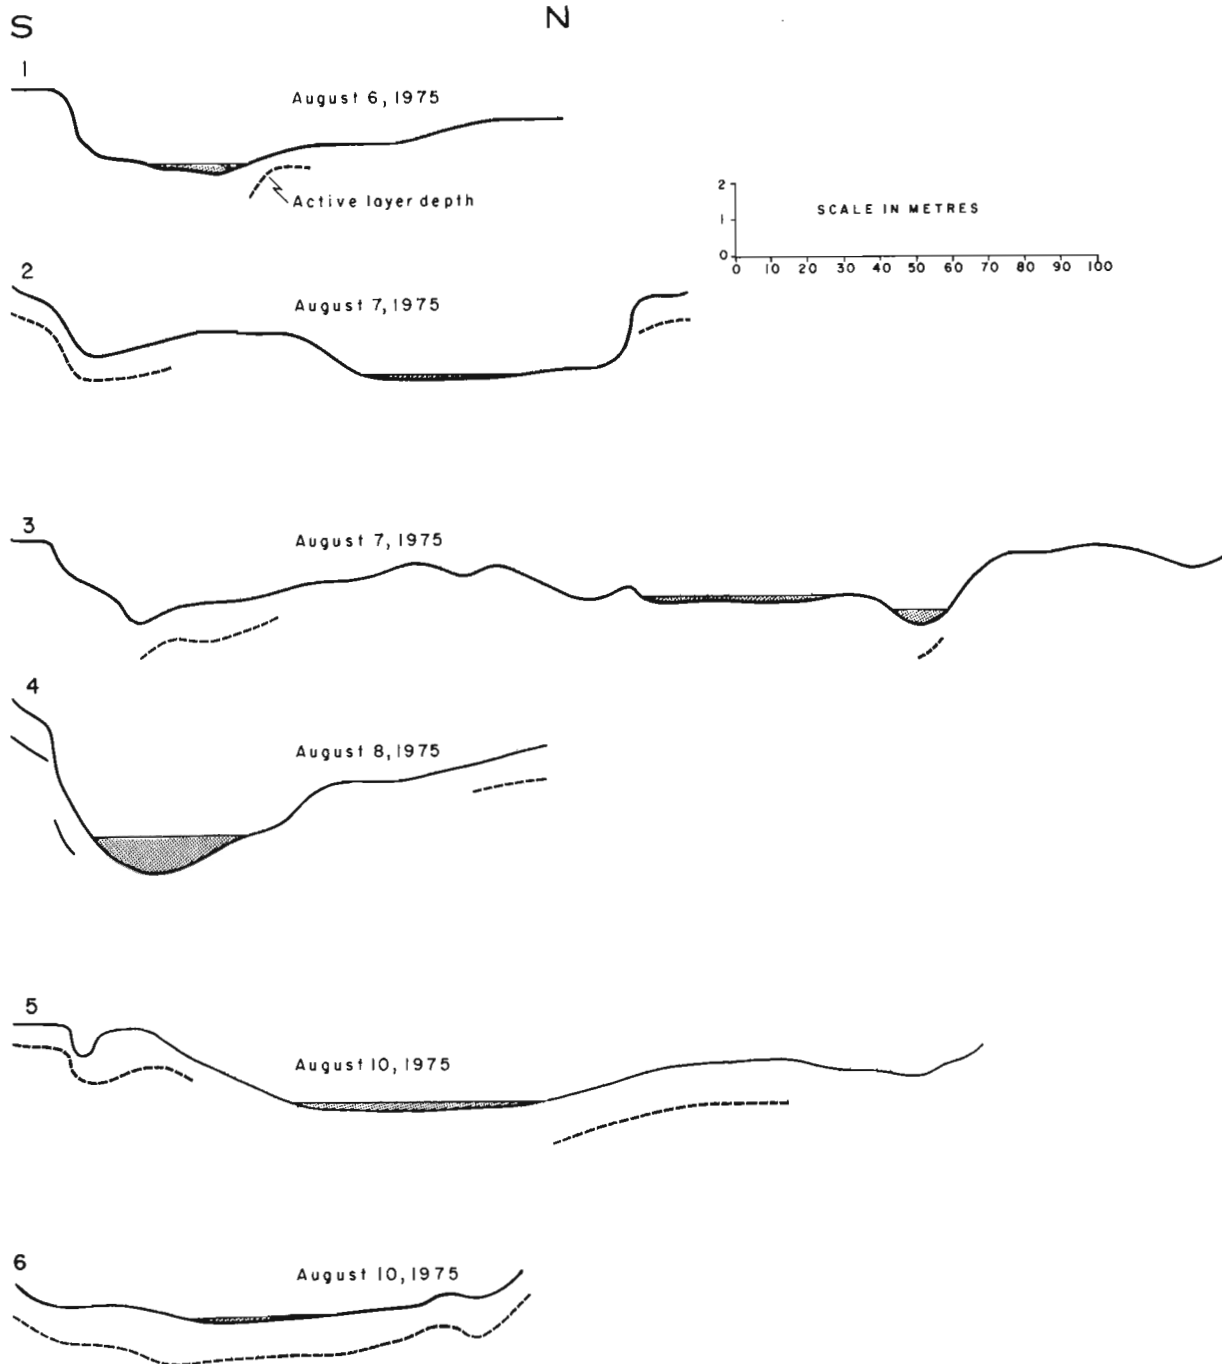 S N
1
August 6, 1975
Active layer depth
2
1
0
SCALE IN METRES
0 10 20 30 40 50 60 70 80 90 100
2
August 7, 1975
3
August 7, 1975
4
August 8, 1975
5
August 10, 1975
6
August 10, 1975